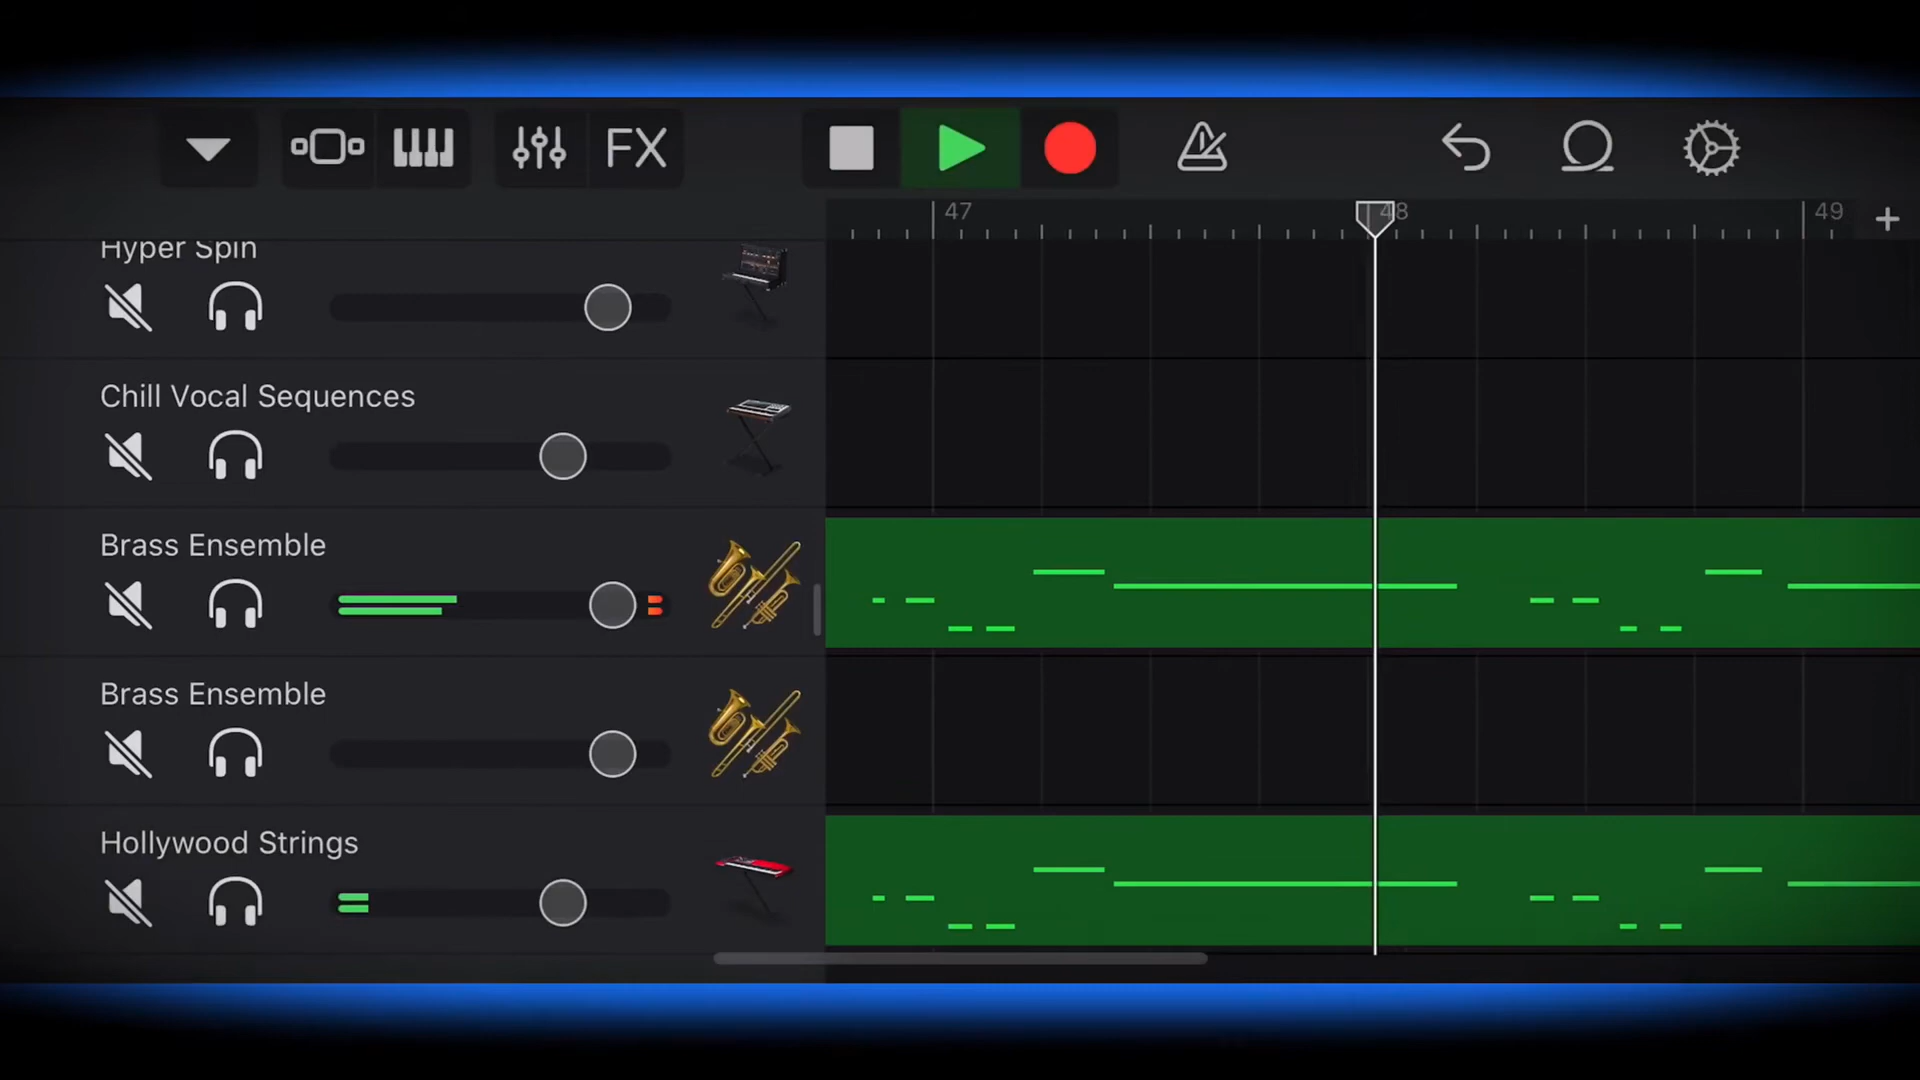 FX
47
48
49
Hyper Spin
Chill Vocal Sequences
Brass Ensemble
Brass Ensemble
Hollywood Strings